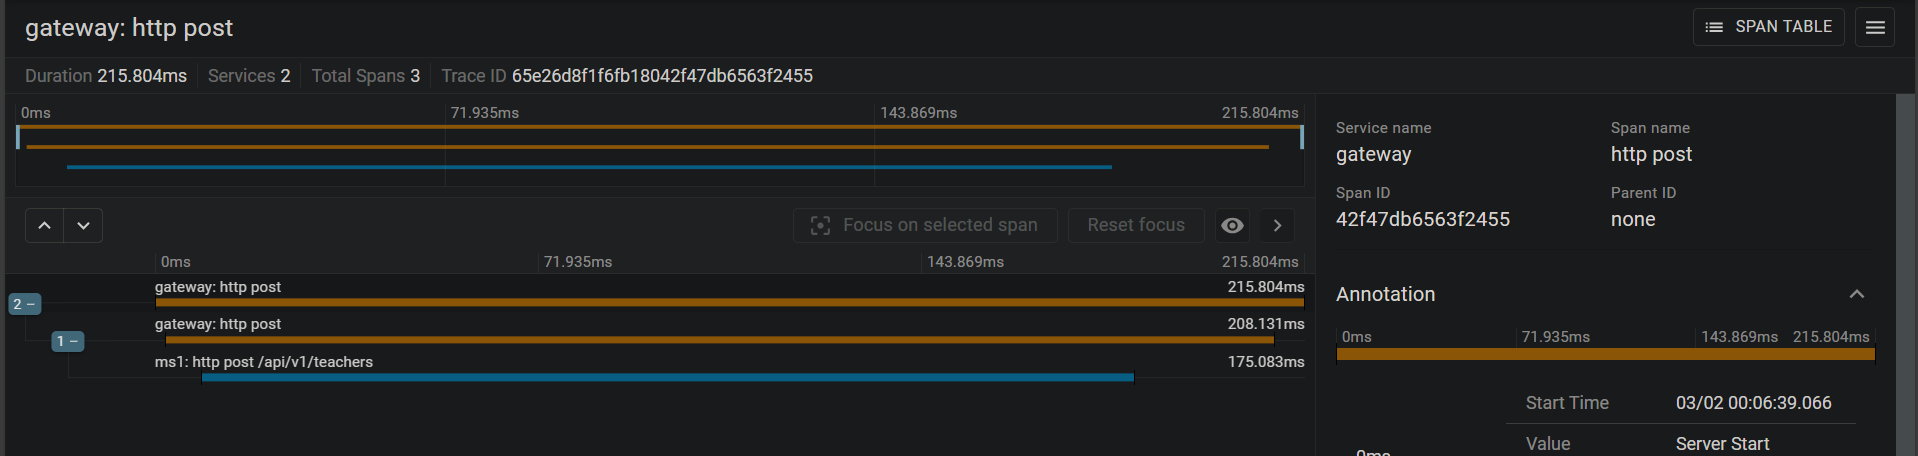 gateway: http post
SPAN TABLE
Duration 215.804ms Services 2 Total Spans 3 Trace ID 65e26d8f1f6fb18042f47db6563f2455
0ms 71.935ms 143.869ms 215.804ms
Focus on selected span Reset focus
0ms 71.935ms 143.869ms 215.804ms
gateway: http post 215.804ms
2 –
gateway: http post 208.131ms
1 –
ms1: http post /api/v1/teachers 175.083ms
Service name Span name
gateway http post
Span ID Parent ID
42f47db6563f2455 none
Annotation
0ms 71.935ms 143.869ms 215.804ms
Start Time 03/02 00:06:39.066
Value Server Start
0ms